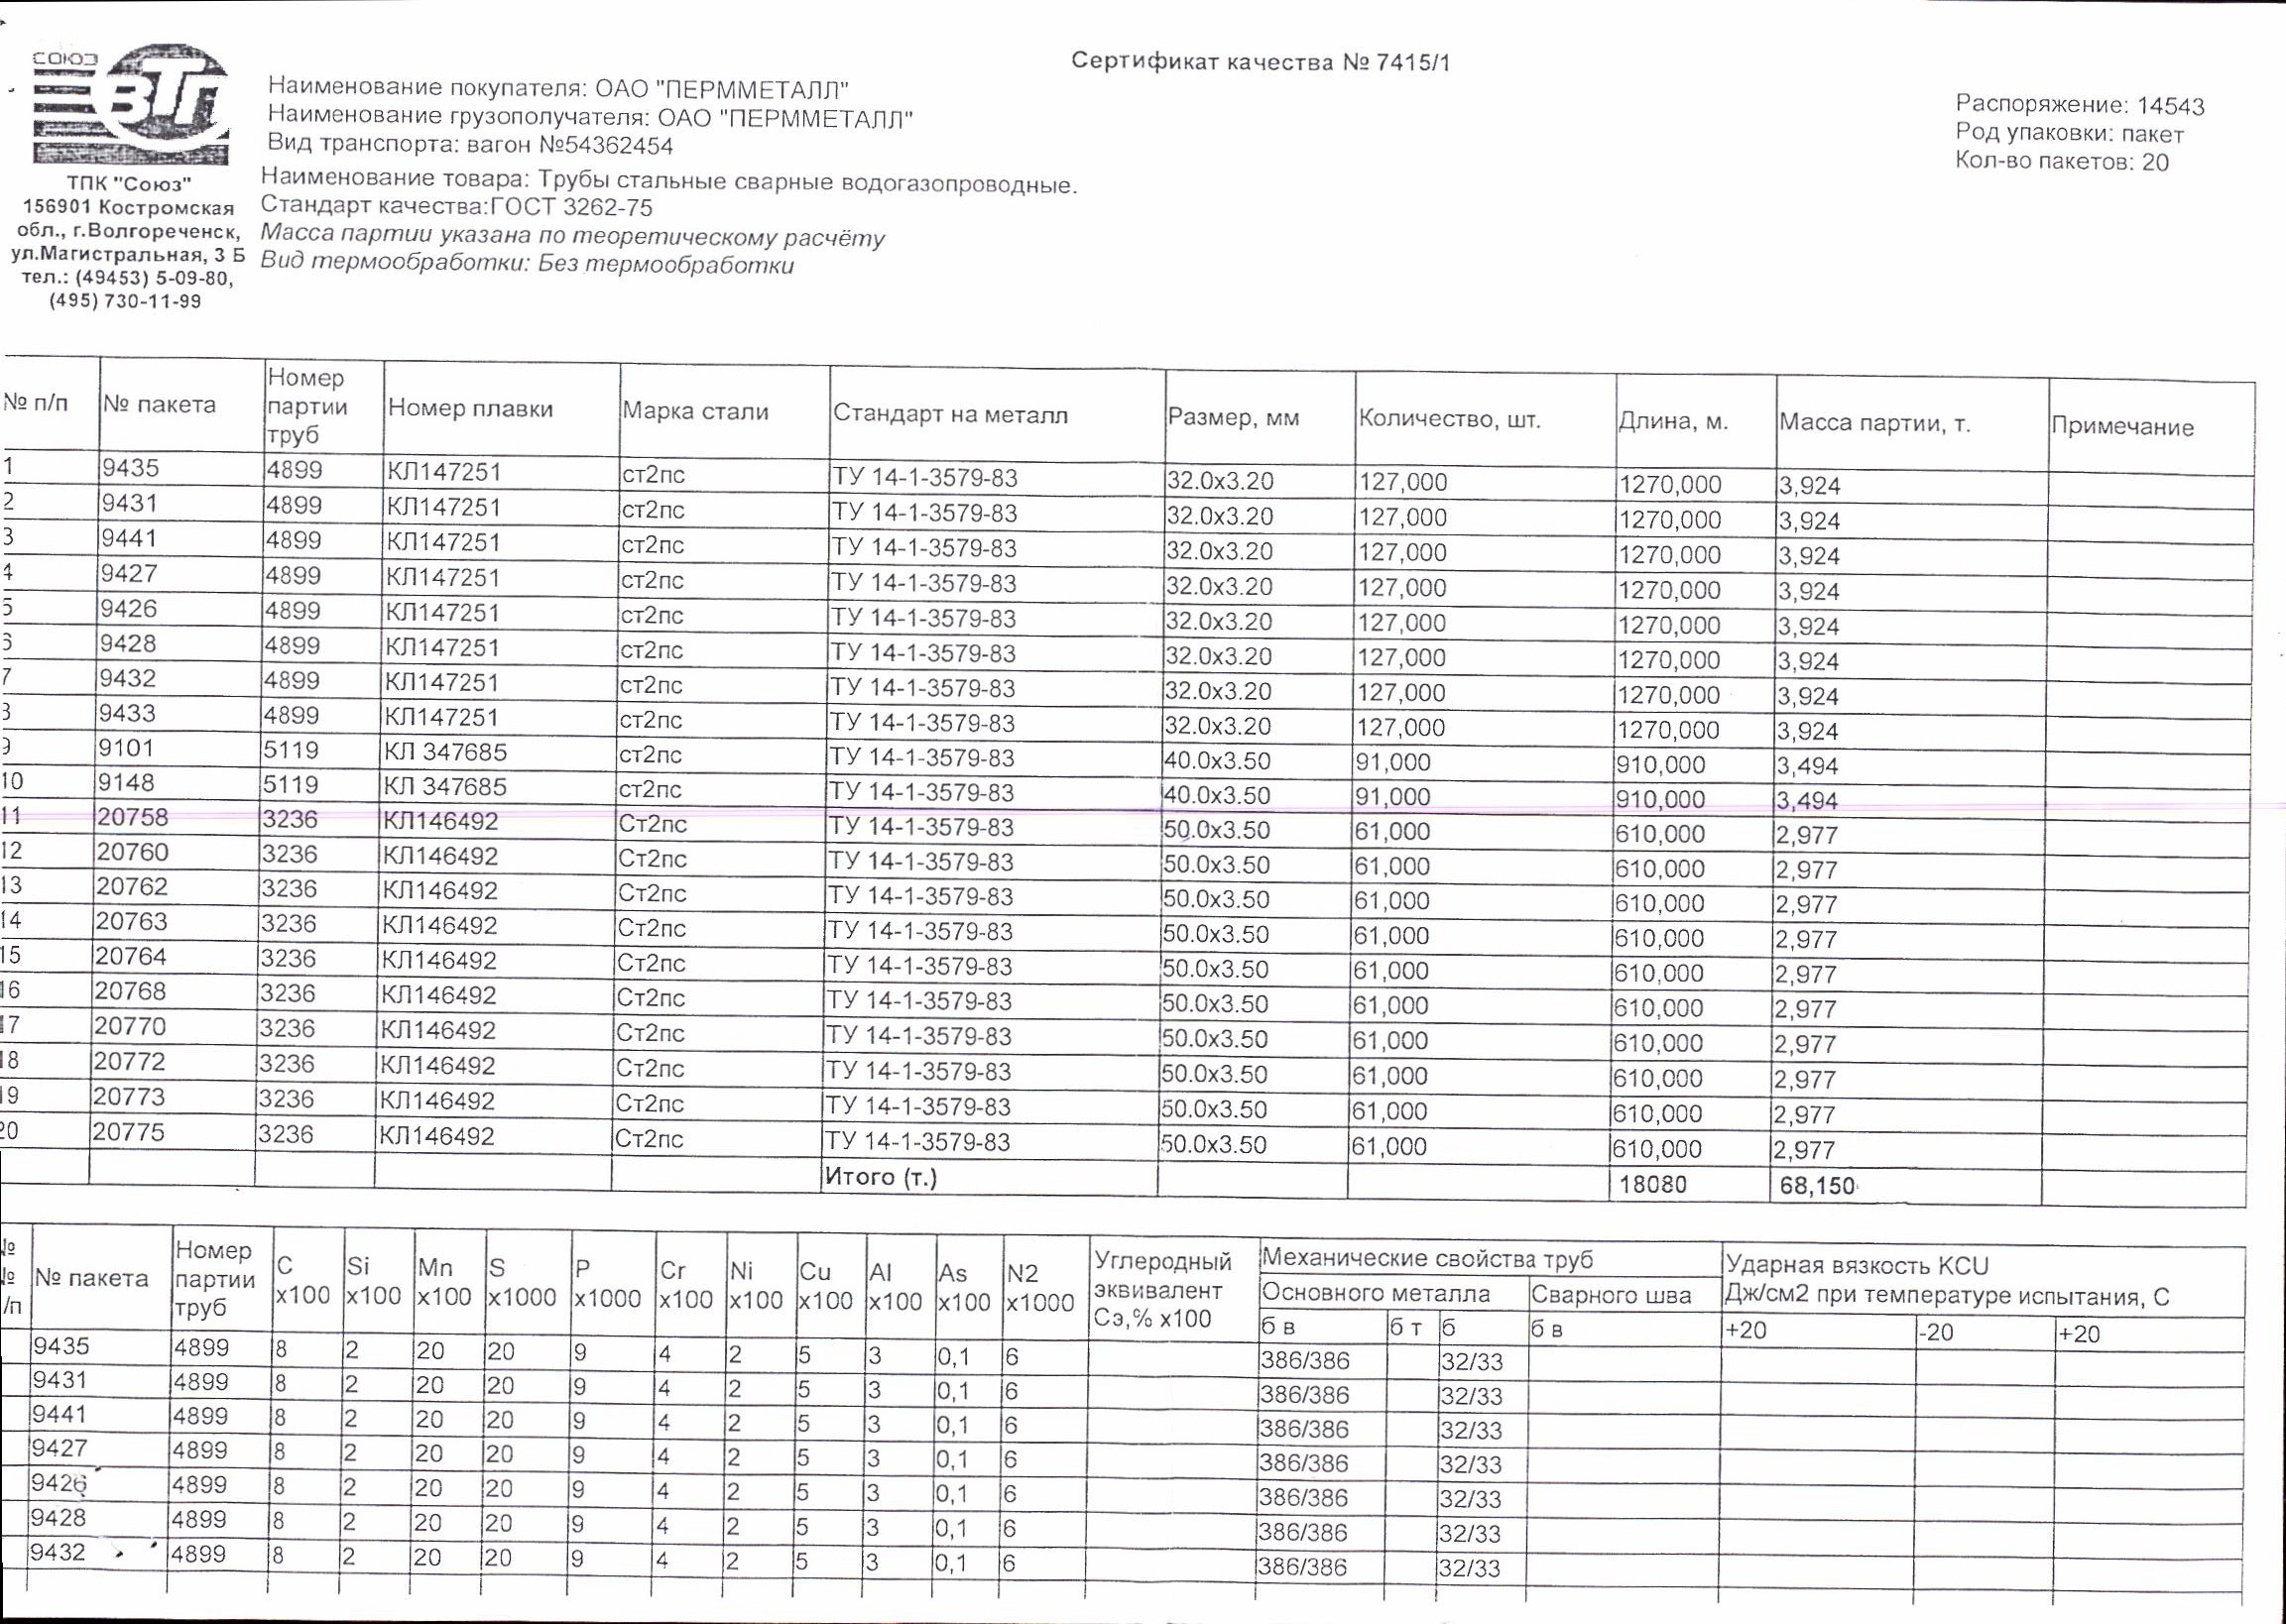 Сертификат качества № 7415/1
СОЮЗ
ВТП
ТПК "Союз"
156901 Костромская
обл., г.Волгореченск,
ул.Магистральная, 3 Б
тел.: (49453) 5-09-80,
(495) 730-11-99
Наименование покупателя: ОАО "ПЕРММЕТАЛЛ"
Наименование грузополучателя: ОАО "ПЕРММЕТАЛЛ"
Вид транспорта: вагон №54362454
Наименование товара: Трубы стальные сварные водогазопроводные.
Стандарт качества:ГОСТ 3262-75
Масса партии указана по теоретическому расчёту
Вид термообработки: Без термообработки
Распоряжение: 14543
Род упаковки: пакет
Кол-во пакетов: 20
№ п/п № пакета Номер партии труб Номер плавки Марка стали Стандарт на металл Размер, мм Количество, шт. Длина, м. Масса партии, т. Примечание
1 9435 4899 КЛ147251 ст2пс ТУ 14-1-3579-83 32.0x3.20 127,000 1270,000 3,924
2 9431 4899 КЛ147251 ст2пс ТУ 14-1-3579-83 32.0x3.20 127,000 1270,000 3,924
3 9441 4899 КЛ147251 ст2пс ТУ 14-1-3579-83 32.0x3.20 127,000 1270,000 3,924
4 9427 4899 КЛ147251 ст2пс ТУ 14-1-3579-83 32.0x3.20 127,000 1270,000 3,924
5 9426 4899 КЛ147251 ст2пс ТУ 14-1-3579-83 32.0x3.20 127,000 1270,000 3,924
6 9428 4899 КЛ147251 ст2пс ТУ 14-1-3579-83 32.0x3.20 127,000 1270,000 3,924
7 9432 4899 КЛ147251 ст2пс ТУ 14-1-3579-83 32.0x3.20 127,000 1270,000 3,924
8 9433 4899 КЛ147251 ст2пс ТУ 14-1-3579-83 32.0x3.20 127,000 1270,000 3,924
9 9101 5119 КЛ 347685 ст2пс ТУ 14-1-3579-83 40.0x3.50 91,000 910,000 3,494
10 9148 5119 КЛ 347685 ст2пс ТУ 14-1-3579-83 40.0x3.50 91,000 910,000 3,494
11 20758 3236 КЛ146492 Ст2пс ТУ 14-1-3579-83 50.0x3.50 61,000 610,000 2,977
12 20760 3236 КЛ146492 Ст2пс ТУ 14-1-3579-83 50.0x3.50 61,000 610,000 2,977
13 20762 3236 КЛ146492 Ст2пс ТУ 14-1-3579-83 50.0x3.50 61,000 610,000 2,977
14 20763 3236 КЛ146492 Ст2пс ТУ 14-1-3579-83 50.0x3.50 61,000 610,000 2,977
15 20764 3236 КЛ146492 Ст2пс ТУ 14-1-3579-83 50.0x3.50 61,000 610,000 2,977
16 20768 3236 КЛ146492 Ст2пс ТУ 14-1-3579-83 50.0x3.50 61,000 610,000 2,977
17 20770 3236 КЛ146492 Ст2пс ТУ 14-1-3579-83 50.0x3.50 61,000 610,000 2,977
18 20772 3236 КЛ146492 Ст2пс ТУ 14-1-3579-83 50.0x3.50 61,000 610,000 2,977
19 20773 3236 КЛ146492 Ст2пс ТУ 14-1-3579-83 50.0x3.50 61,000 610,000 2,977
20 20775 3236 КЛ146492 Ст2пс ТУ 14-1-3579-83 50.0x3.50 61,000 610,000 2,977
Итого (т.) 18080 68,150
№ № /п № пакета Номер партии труб C x100 Si x100 Mn x100 S x1000 P x1000 Cr x100 Ni x100 Cu x100 Al x100 As x100 N2 x1000 Углеродный эквивалент Сэ,% x100 Механические свойства труб Ударная вязкость KCU Дж/см2 при температуре испытания, С
Основного металла Сварного шва
б в б т б б в +20 -20 +20
9435 4899 8 2 20 20 9 4 2 5 3 0,1 6 386/386 32/33
9431 4899 8 2 20 20 9 4 2 5 3 0,1 6 386/386 32/33
9441 4899 8 2 20 20 9 4 2 5 3 0,1 6 386/386 32/33
9427 4899 8 2 20 20 9 4 2 5 3 0,1 6 386/386 32/33
9426 4899 8 2 20 20 9 4 2 5 3 0,1 6 386/386 32/33
9428 4899 8 2 20 20 9 4 2 5 3 0,1 6 386/386 32/33
9432 4899 8 2 20 20 9 4 2 5 3 0,1 6 386/386 32/33